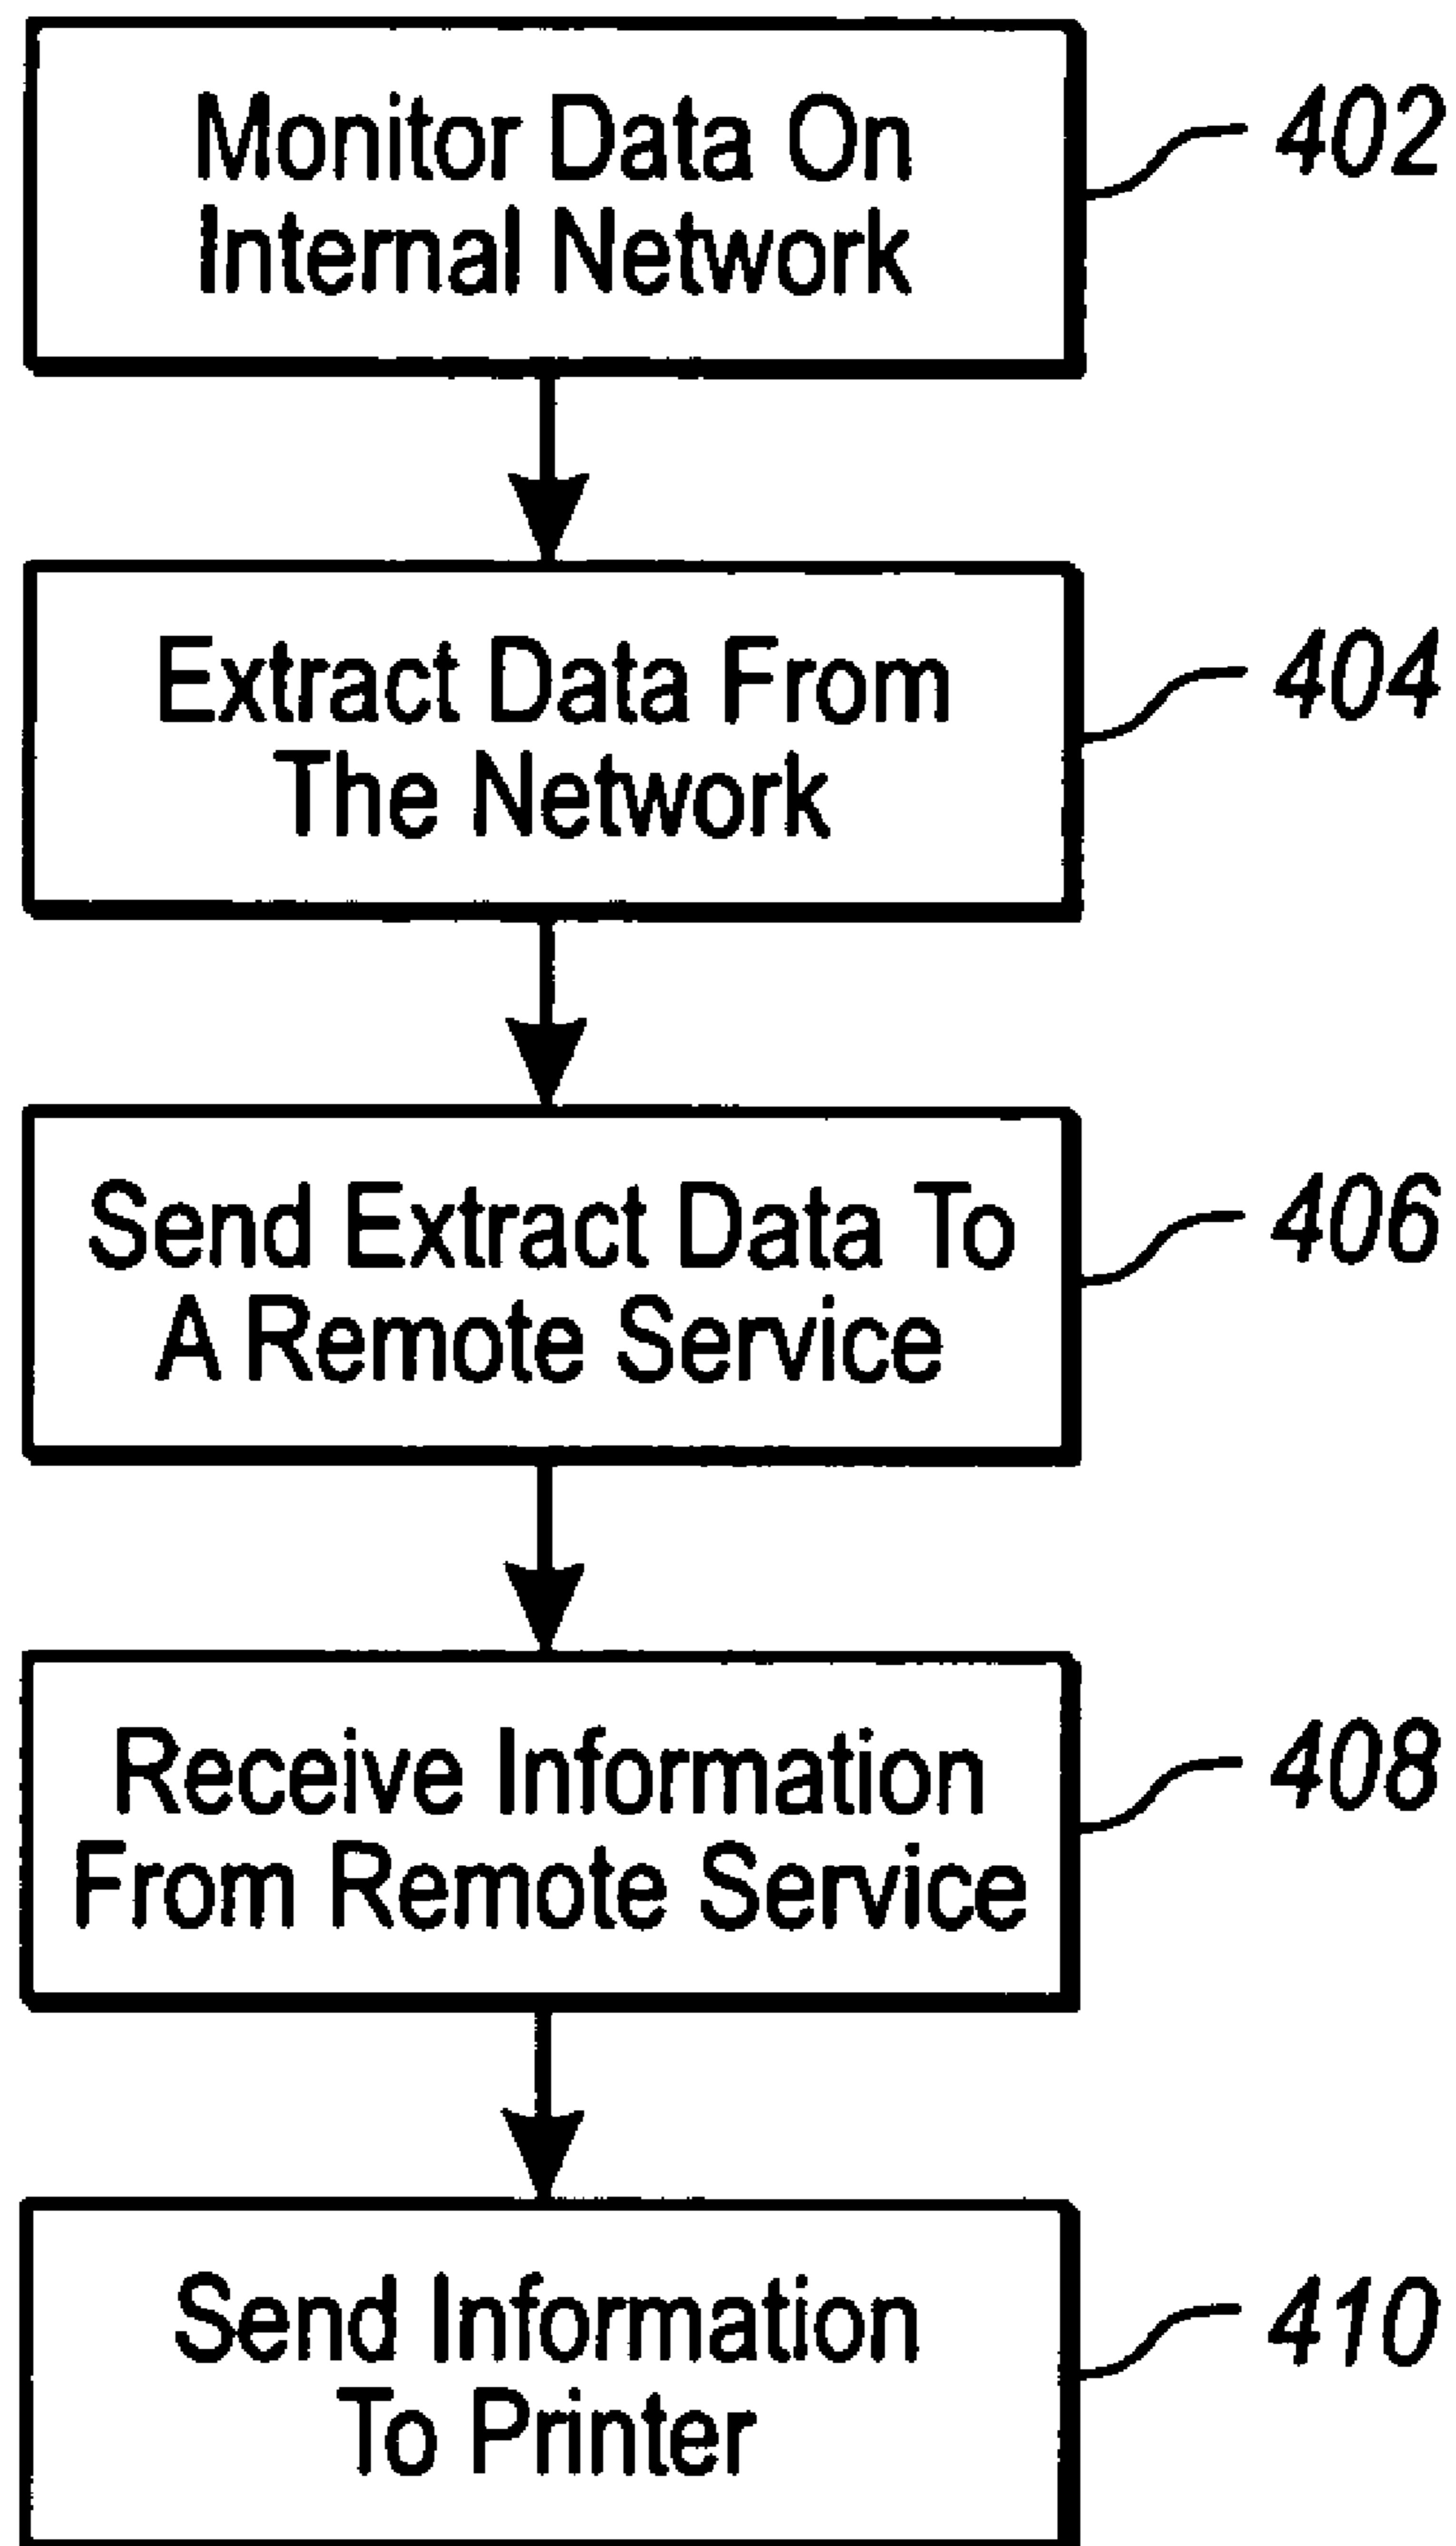 Monitor Data On
Internal Network
402
Extract Data From
The Network
404
Send Extract Data To
A Remote Service
406
Receive Information
From Remote Service
408
Send Information
To Printer
410